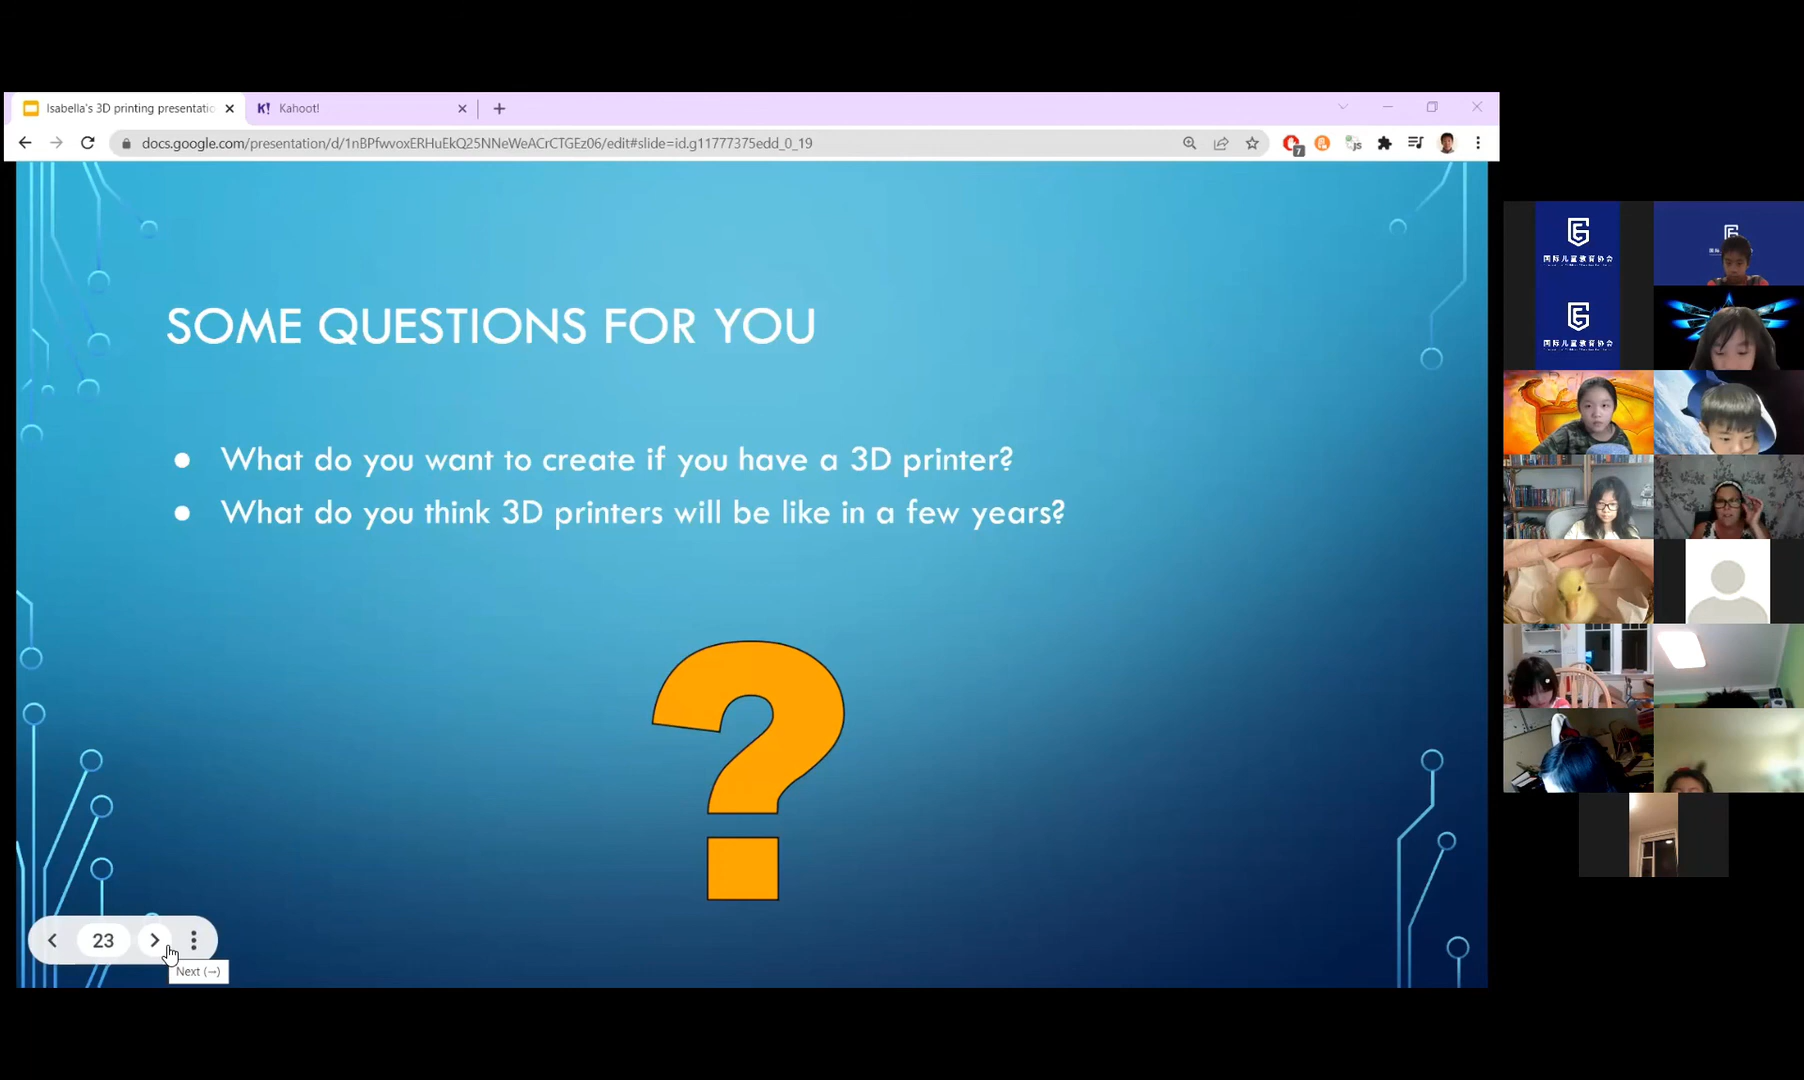 Isabella's 3D printing presentatio
Kahoot!
docs.google.com/presentation/d/1nBPfwvoxERHuEkQ25NNeWeACrCTGEz06/edit#slide=id.g11777375edd_0_19
7
JS
SOME QUESTIONS FOR YOU
● What do you want to create if you have a 3D printer?
● What do you think 3D printers will be like in a few years?
23
Next (→)
国际儿童教育协会
国际儿童教育协会